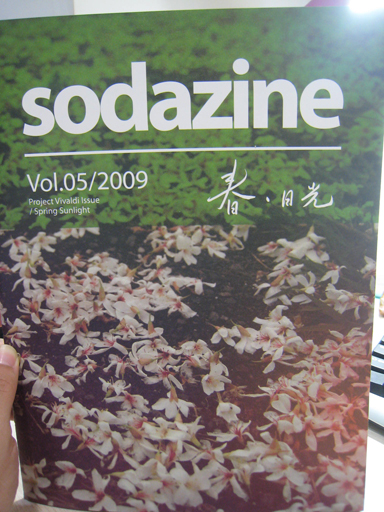 sodazine
Vol.05/2009
Project Vivaldi Issue
/ Spring Sunlight
春·日光